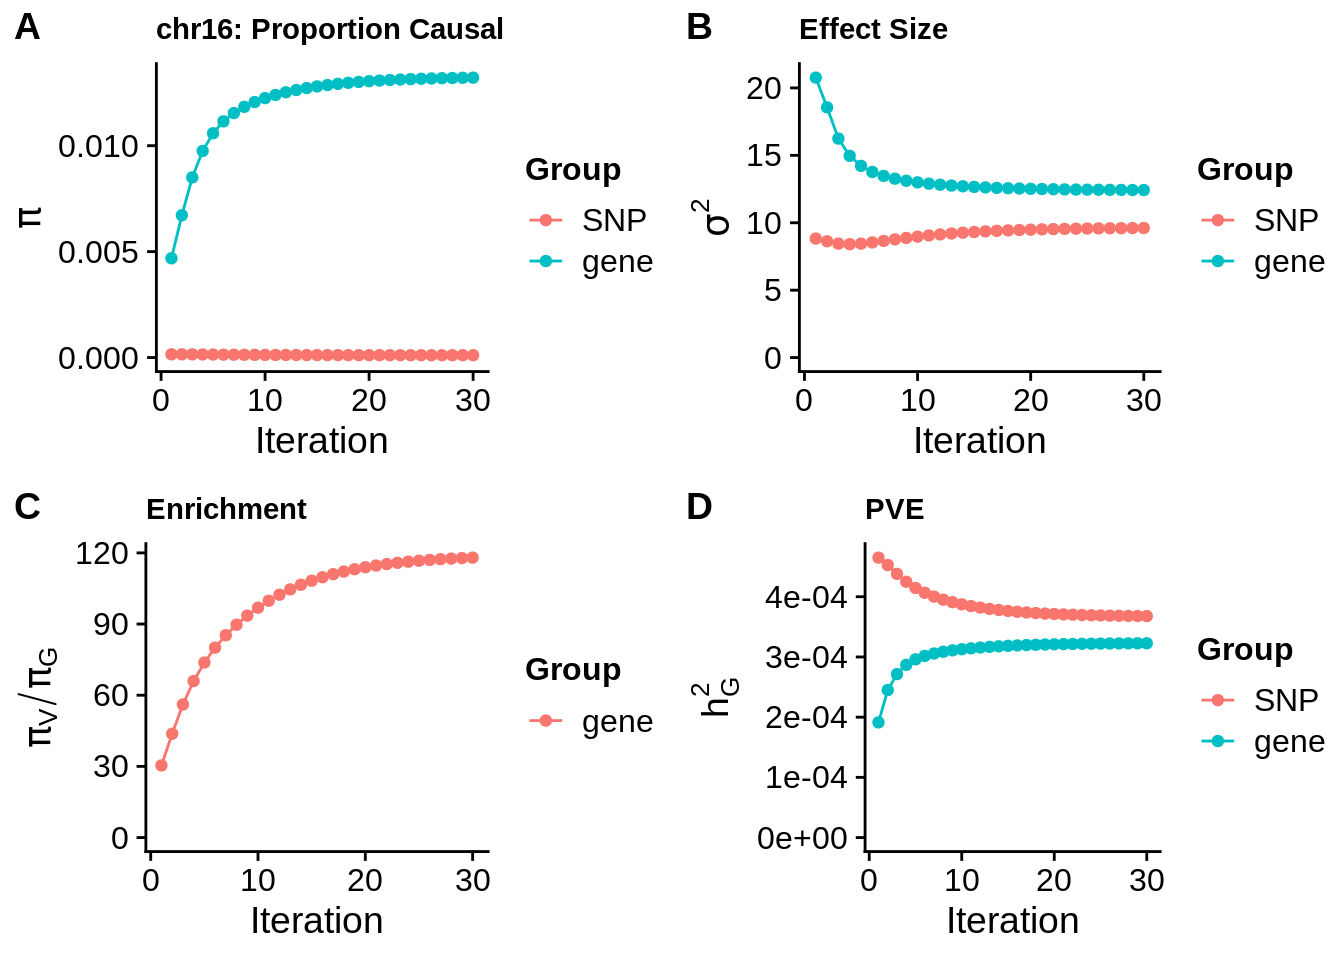 A
chr16: Proportion Causal
0.010
0.005
0.000
π
0 10 20 30
Iteration
Group
SNP
gene
B
Effect Size
20
15
10
5
0
σ²
0 10 20 30
Iteration
Group
SNP
gene
C
Enrichment
120
90
60
30
0
πV/πG
0 10 20 30
Iteration
Group
gene
D
PVE
4e-04
3e-04
2e-04
1e-04
0e+00
h²G
0 10 20 30
Iteration
Group
SNP
gene